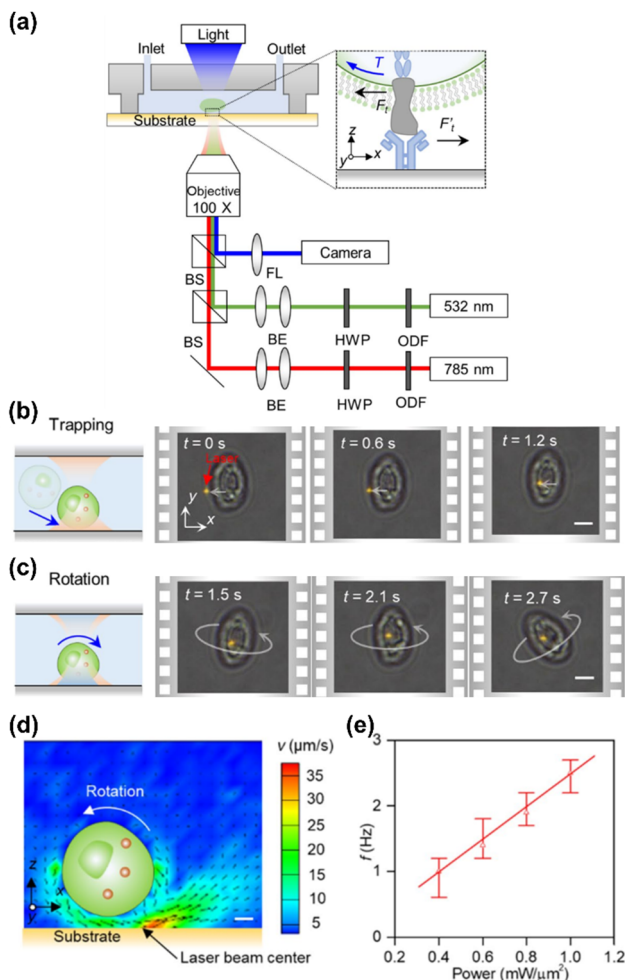 (a)
Light
Inlet
Outlet
Substrate
T
Fₜ
F'ₜ
z
y
x
Objective
100 X
Camera
BS
FL
532 nm
BS
BE
HWP
ODF
785 nm
BE
HWP
ODF
(b)
Trapping
t = 0 s
Laser
y
x
t = 0.6 s
t = 1.2 s
(c)
Rotation
t = 1.5 s
t = 2.1 s
t = 2.7 s
(d)
v (µm/s)
Rotation
35
30
25
20
15
10
5
z
x
y
Substrate
Laser beam center
(e)
3
2
1
0
f (Hz)
0.2
0.4
0.6
0.8
1.0
1.2
Power (mW/µm²)